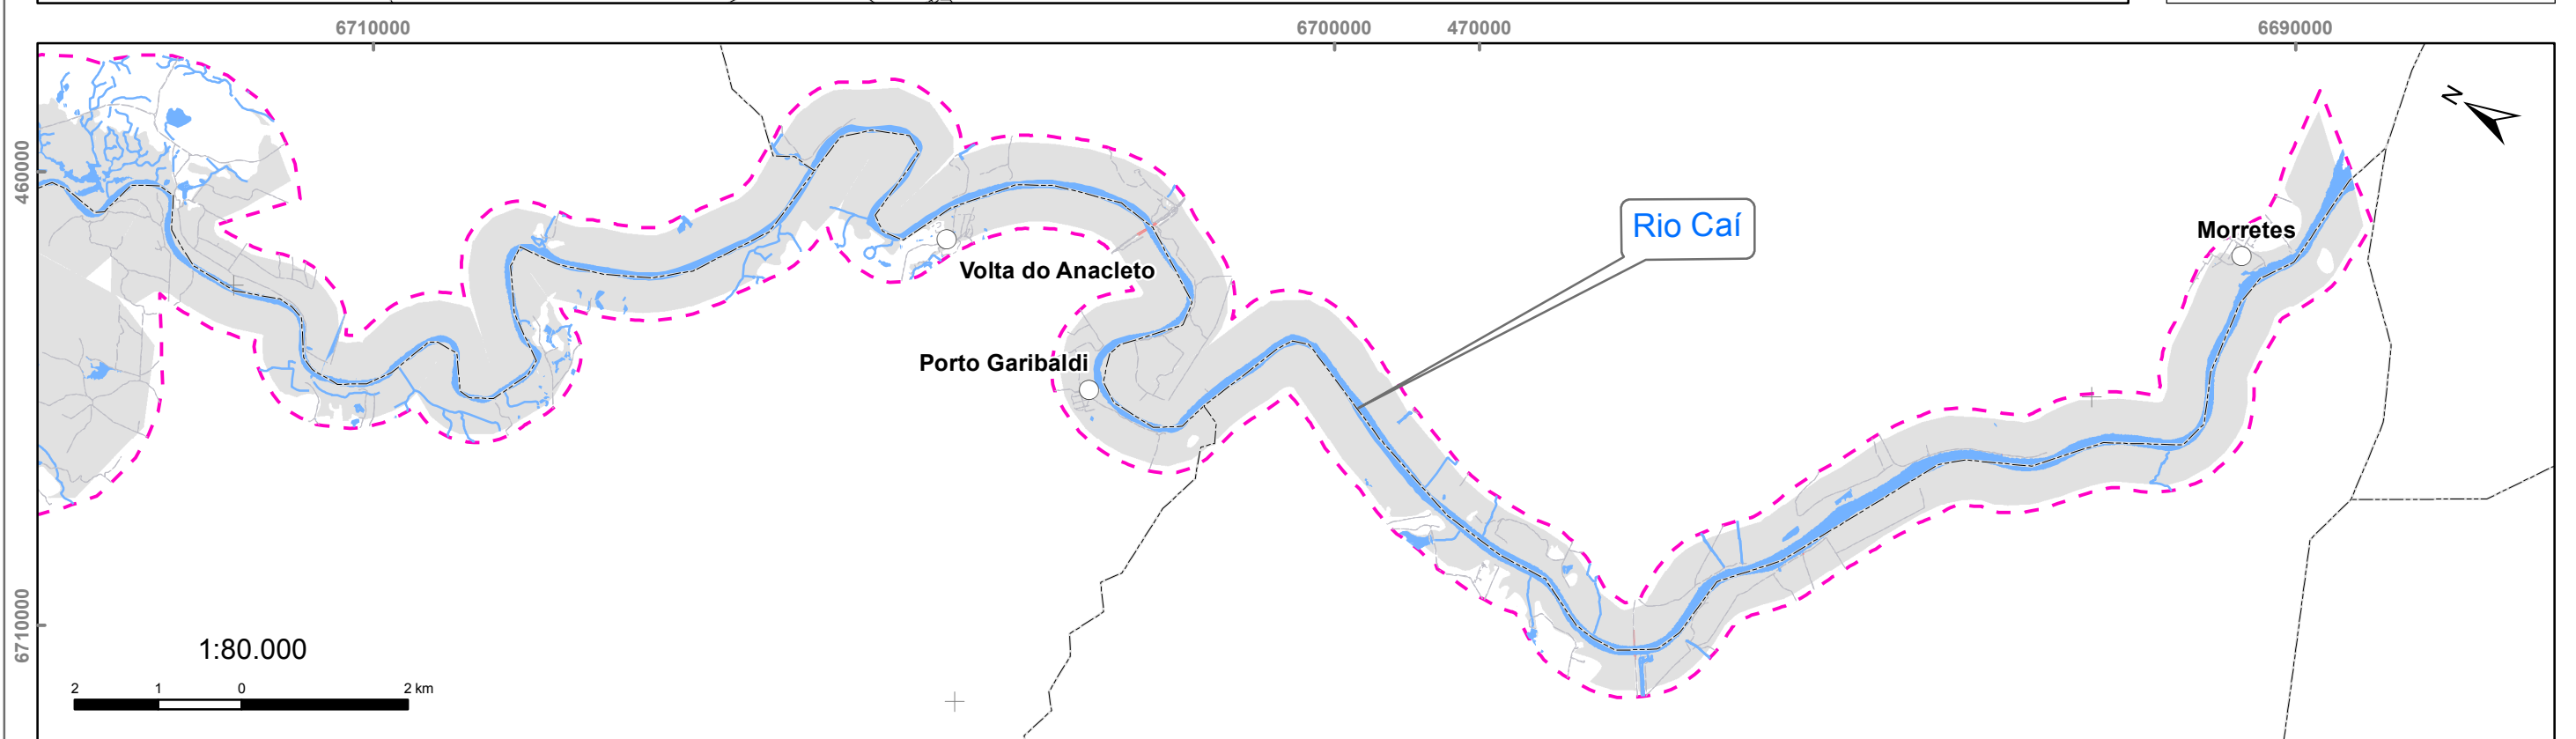 6710000
6700000
470000
6690000
460000
N
Rio Caí
Morretes
Volta do Anacleto
Porto Garibaldi
6710000
1:80.000
2 1 0 2 km